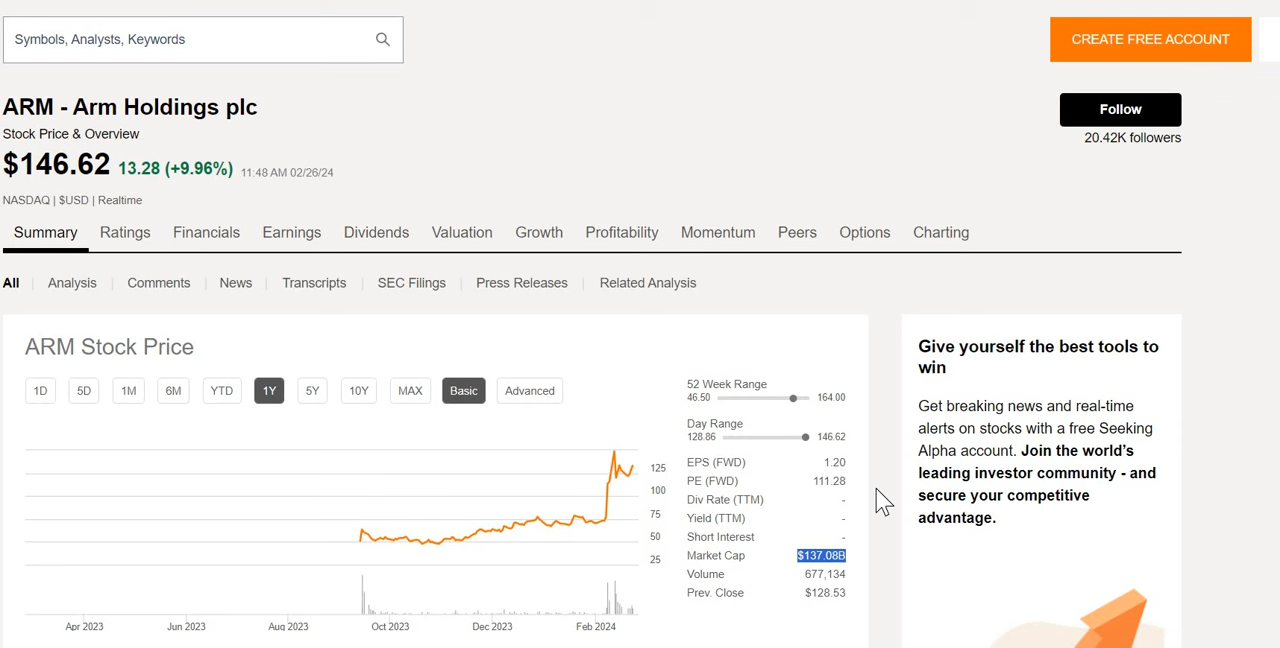 Symbols, Analysts, Keywords
CREATE FREE ACCOUNT
ARM - Arm Holdings plc
Follow
Stock Price & Overview
20.42K followers
$146.62 13.28 (+9.96%) 11:48 AM 02/26/24
NASDAQ | $USD | Realtime
Summary Ratings Financials Earnings Dividends Valuation Growth Profitability Momentum Peers Options Charting
All | Analysis | Comments | News | Transcripts | SEC Filings | Press Releases | Related Analysis
ARM Stock Price
1D 5D 1M 6M YTD 1Y 5Y 10Y MAX Basic Advanced
125
100
75
50
25
Apr 2023 Jun 2023 Aug 2023 Oct 2023 Dec 2023 Feb 2024
52 Week Range
46.50 164.00
Day Range
128.86 146.62
EPS (FWD) 1.20
PE (FWD) 111.28
Div Rate (TTM) -
Yield (TTM) -
Short Interest -
Market Cap $137.08B
Volume 677,134
Prev. Close $128.53
Give yourself the best tools to
win
Get breaking news and real-time
alerts on stocks with a free Seeking
Alpha account. Join the world’s
leading investor community - and
secure your competitive
advantage.